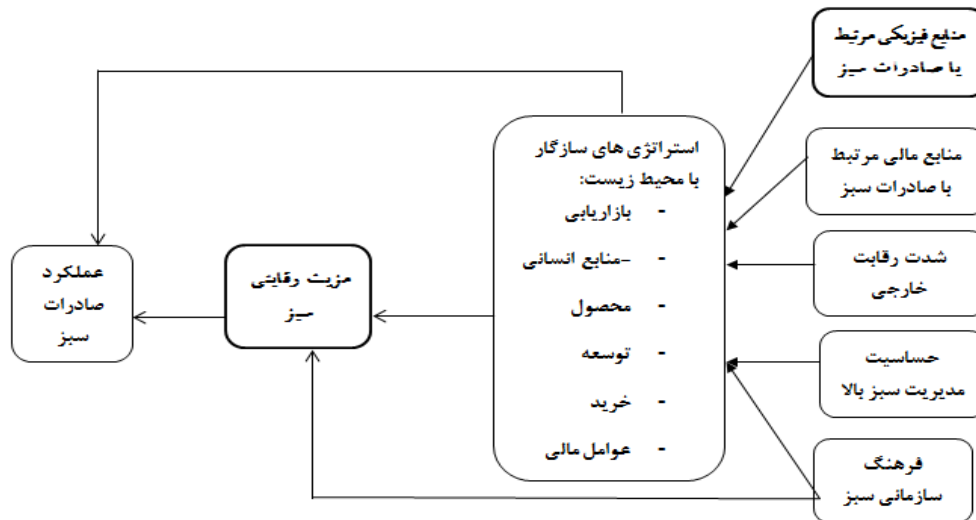 منابع فیزیکی مرتبط
با صادرات سبز
منابع مالی مرتبط
با صادرات سبز
شدت رقابت
خارجی
حساسیت
مدیریت سبز بالا
فرهنگ
سازمانی سبز
استراتژی های سازگار
با محیط زیست:
- بازاریابی
- -منابع انسانی
- محصول
- توسعه
- خرید
- عوامل مالی
مزیت رقابتی
سبز
عملکرد
صادرات
سبز